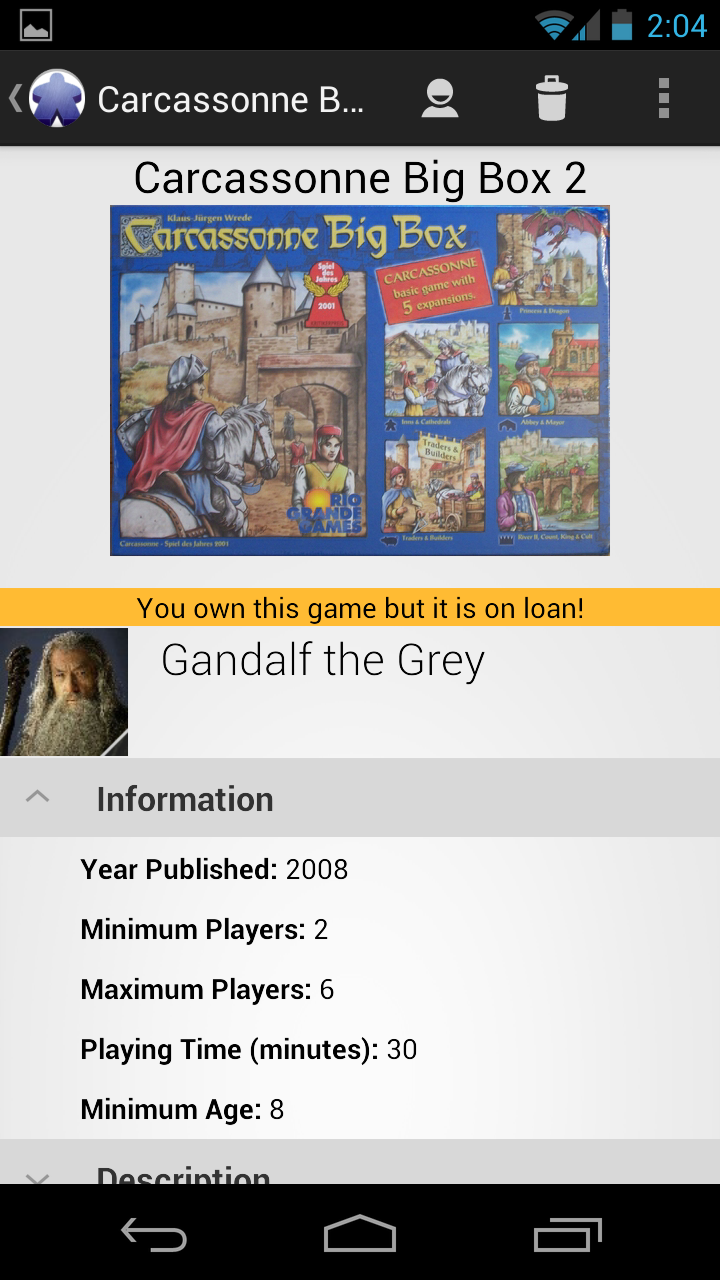 2:04
Carcassonne B...
Carcassonne Big Box 2
Klaus-Jürgen Wrede
Carcassonne Big Box
Spiel des Jahres
2001
CARCASSONNE
basic game with
5 expansions.
Princess & Dragon
Inns & Cathedrals
Abbey & Mayor
Traders &
Builders
RIO
GRANDE
GAMES
Carcassonne - Spiel des Jahres 2001
Traders & Builders
River II, Count, King & Cult
You own this game but it is on loan!
Gandalf the Grey
Information
Year Published: 2008
Minimum Players: 2
Maximum Players: 6
Playing Time (minutes): 30
Minimum Age: 8
Description